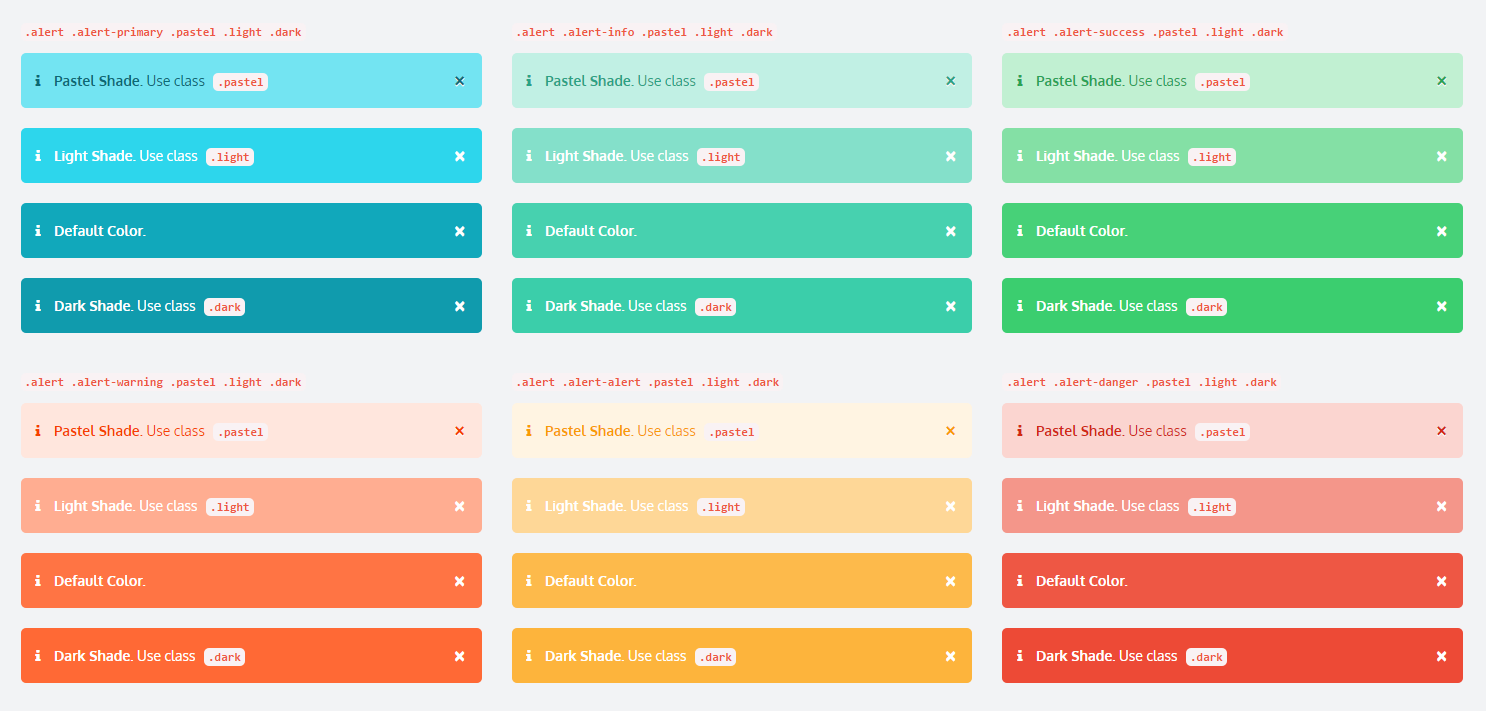 .alert .alert-primary .pastel .light .dark
Pastel Shade. Use class .pastel
Light Shade. Use class .light
Default Color.
Dark Shade. Use class .dark
.alert .alert-info .pastel .light .dark
Pastel Shade. Use class .pastel
Light Shade. Use class .light
Default Color.
Dark Shade. Use class .dark
.alert .alert-success .pastel .light .dark
Pastel Shade. Use class .pastel
Light Shade. Use class .light
Default Color.
Dark Shade. Use class .dark
.alert .alert-warning .pastel .light .dark
Pastel Shade. Use class .pastel
Light Shade. Use class .light
Default Color.
Dark Shade. Use class .dark
.alert .alert-alert .pastel .light .dark
Pastel Shade. Use class .pastel
Light Shade. Use class .light
Default Color.
Dark Shade. Use class .dark
.alert .alert-danger .pastel .light .dark
Pastel Shade. Use class .pastel
Light Shade. Use class .light
Default Color.
Dark Shade. Use class .dark